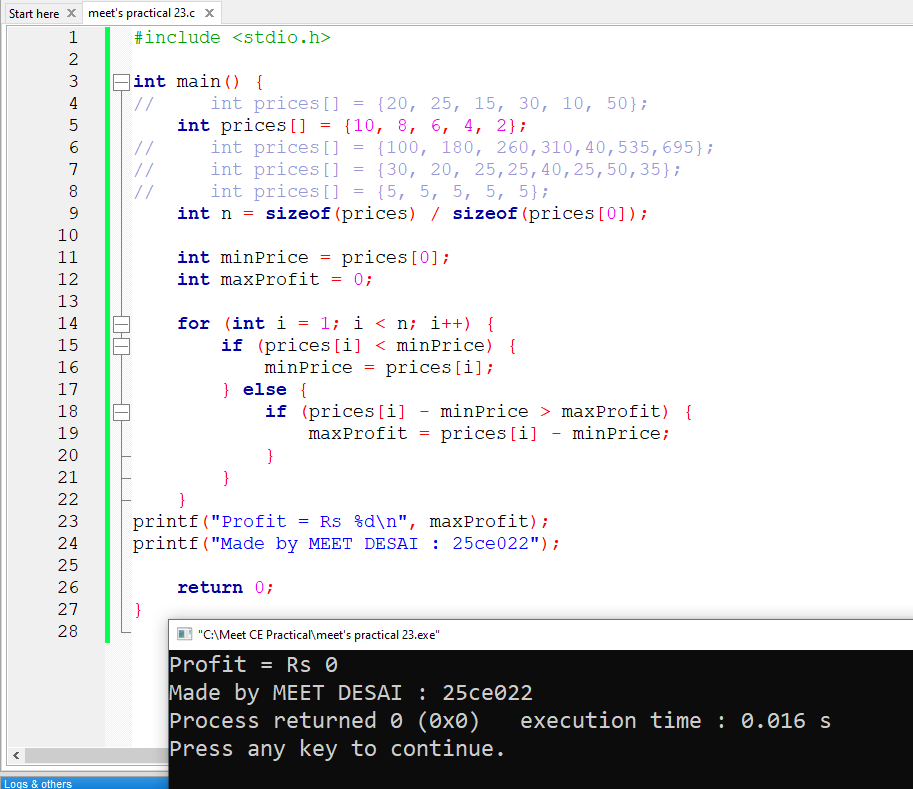 Start here X meet's practical 23.c X
1 #include <stdio.h>
2
3 int main() {
4 //     int prices[] = {20, 25, 15, 30, 10, 50};
5     int prices[] = {10, 8, 6, 4, 2};
6 //     int prices[] = {100, 180, 260,310,40,535,695};
7 //     int prices[] = {30, 20, 25,25,40,25,50,35};
8 //     int prices[] = {5, 5, 5, 5, 5};
9     int n = sizeof(prices) / sizeof(prices[0]);
10
11     int minPrice = prices[0];
12     int maxProfit = 0;
13
14     for (int i = 1; i < n; i++) {
15         if (prices[i] < minPrice) {
16             minPrice = prices[i];
17         } else {
18             if (prices[i] - minPrice > maxProfit) {
19                 maxProfit = prices[i] - minPrice;
20             }
21         }
22     }
23 printf("Profit = Rs %d\n", maxProfit);
24 printf("Made by MEET DESAI : 25ce022");
25
26     return 0;
27 }
28
"C:\Meet CE Practical\meet's practical 23.exe"
Profit = Rs 0
Made by MEET DESAI : 25ce022
Process returned 0 (0x0)   execution time : 0.016 s
Press any key to continue.
Logs & others